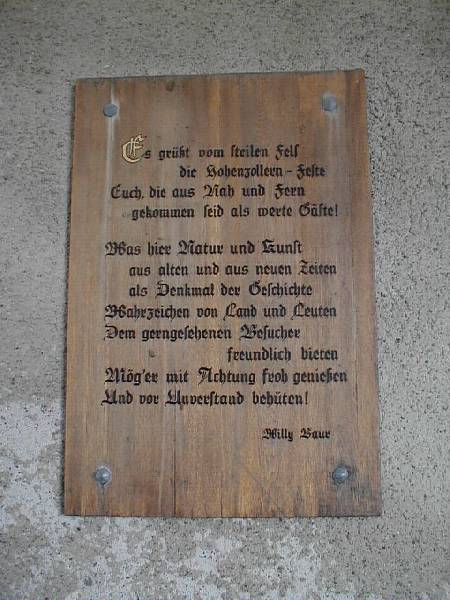 Es grüßt vom steilen Fels
die Hohenzollern-Feste
Euch, die aus Nah und Fern
gekommen seid als werte Gäste!
Was hier Natur und Kunst
aus alten und aus neuen Zeiten
als Denkmal der Geschichte
Wahrzeichen von Land und Leuten
Dem gerngesehenen Besucher
freundlich bieten
Mög'er mit Achtung froh genießen
Und vor Unverstand behüten!
Willy Baur